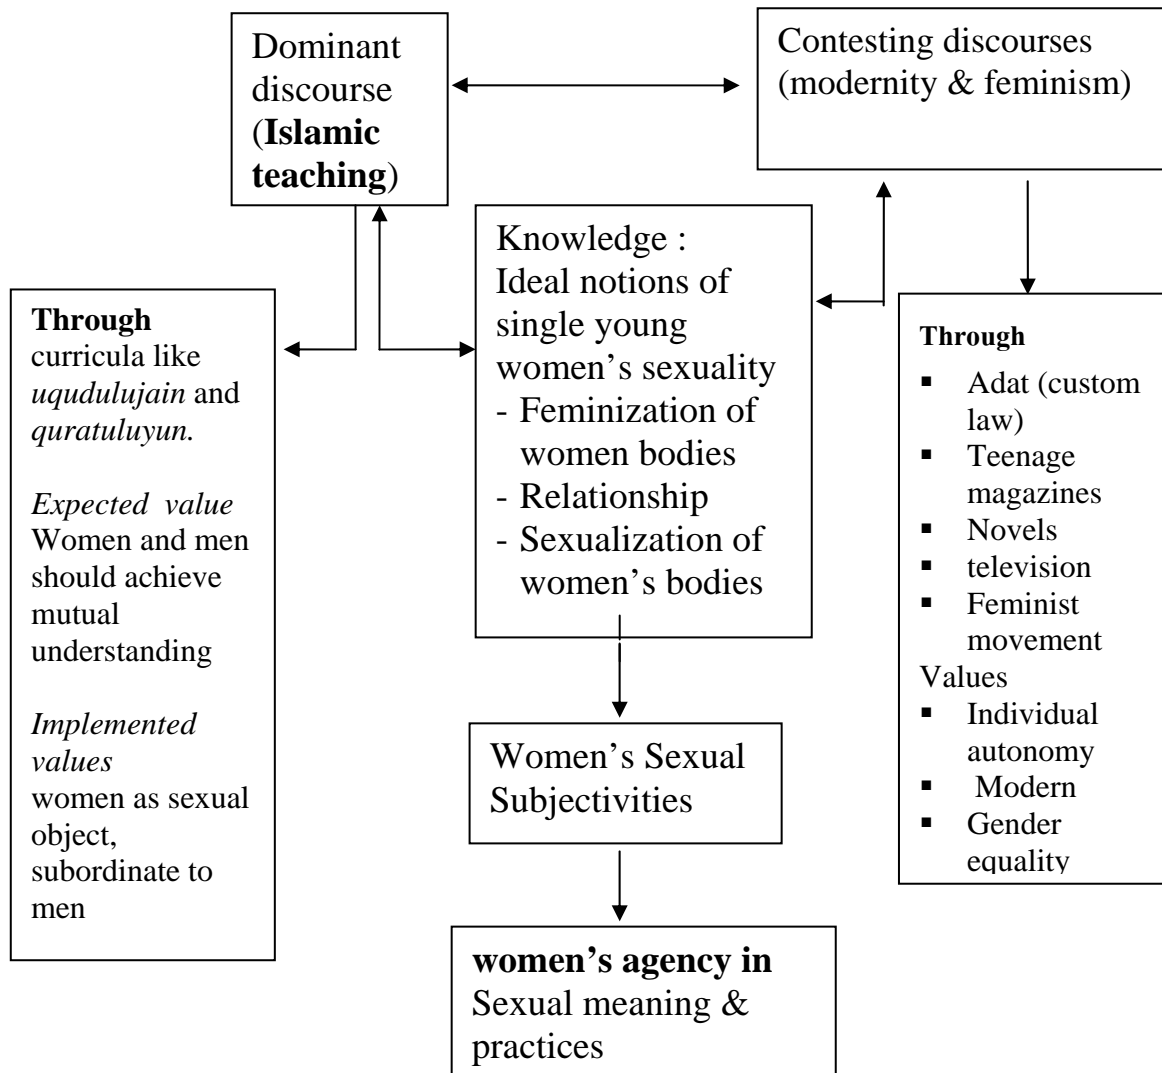 Dominant
discourse
(Islamic
teaching)
Contesting discourses
(modernity & feminism)
Knowledge :
Ideal notions of
single young
women’s sexuality
- Feminization of
women bodies
- Relationship
- Sexualization of
women’s bodies
Through
curricula like
uqudulujain and
quratuluyun.
Expected value
Women and men
should achieve
mutual
understanding
Implemented
values
women as sexual
object,
subordinate to
men
Through
▪ Adat (custom
law)
▪ Teenage
magazines
▪ Novels
▪ television
▪ Feminist
movement
Values
▪ Individual
autonomy
▪ Modern
▪ Gender
equality
Women’s Sexual
Subjectivities
women’s agency in
Sexual meaning &
practices